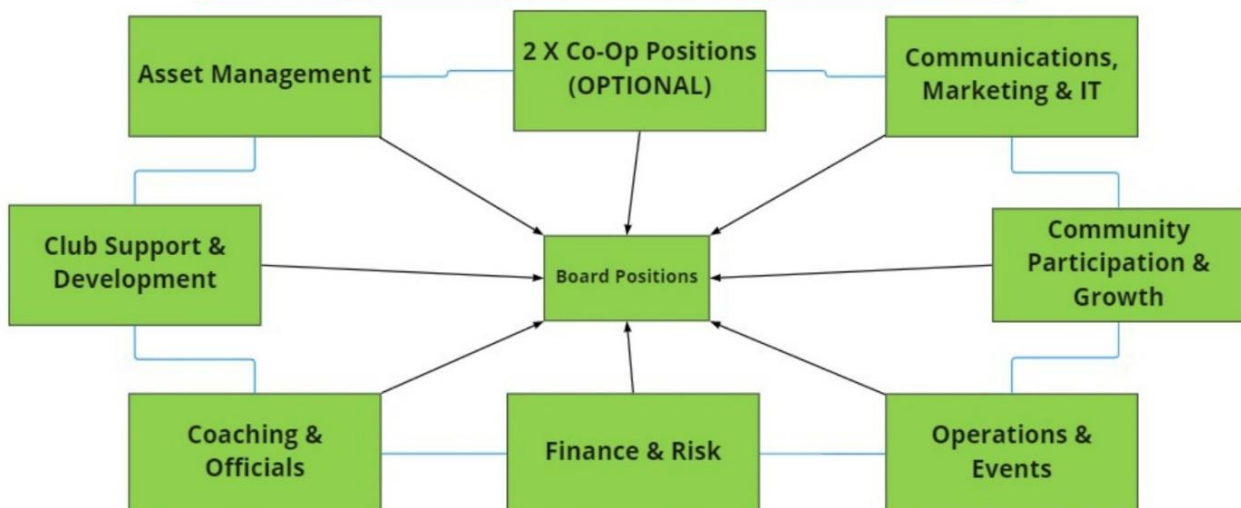 Asset Management
2 X Co-Op Positions
(OPTIONAL)
Communications,
Marketing & IT
Club Support &
Development
Board Positions
Community
Participation &
Growth
Coaching &
Officials
Finance & Risk
Operations &
Events